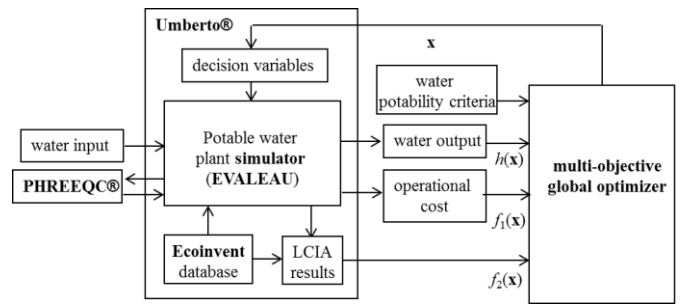 Umberto®
x
decision variables
water
potability criteria
water input
Potable water
plant simulator
(EVALEAU)
water output
h(x)
multi-objective
global optimizer
PHREEQC®
operational
cost
f₁(x)
Ecoinvent
database
LCIA
results
f₂(x)